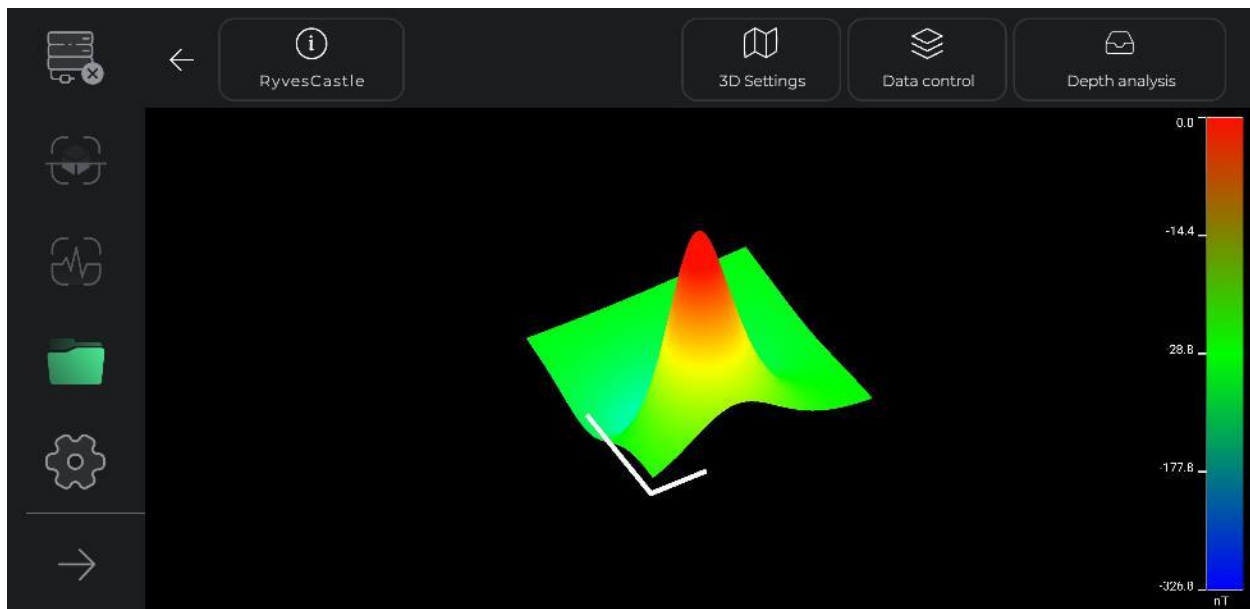 RyvesCastle
3D Settings
Data control
Depth analysis
0.0
-14.4
28.8
-177.8
-326.0
nT